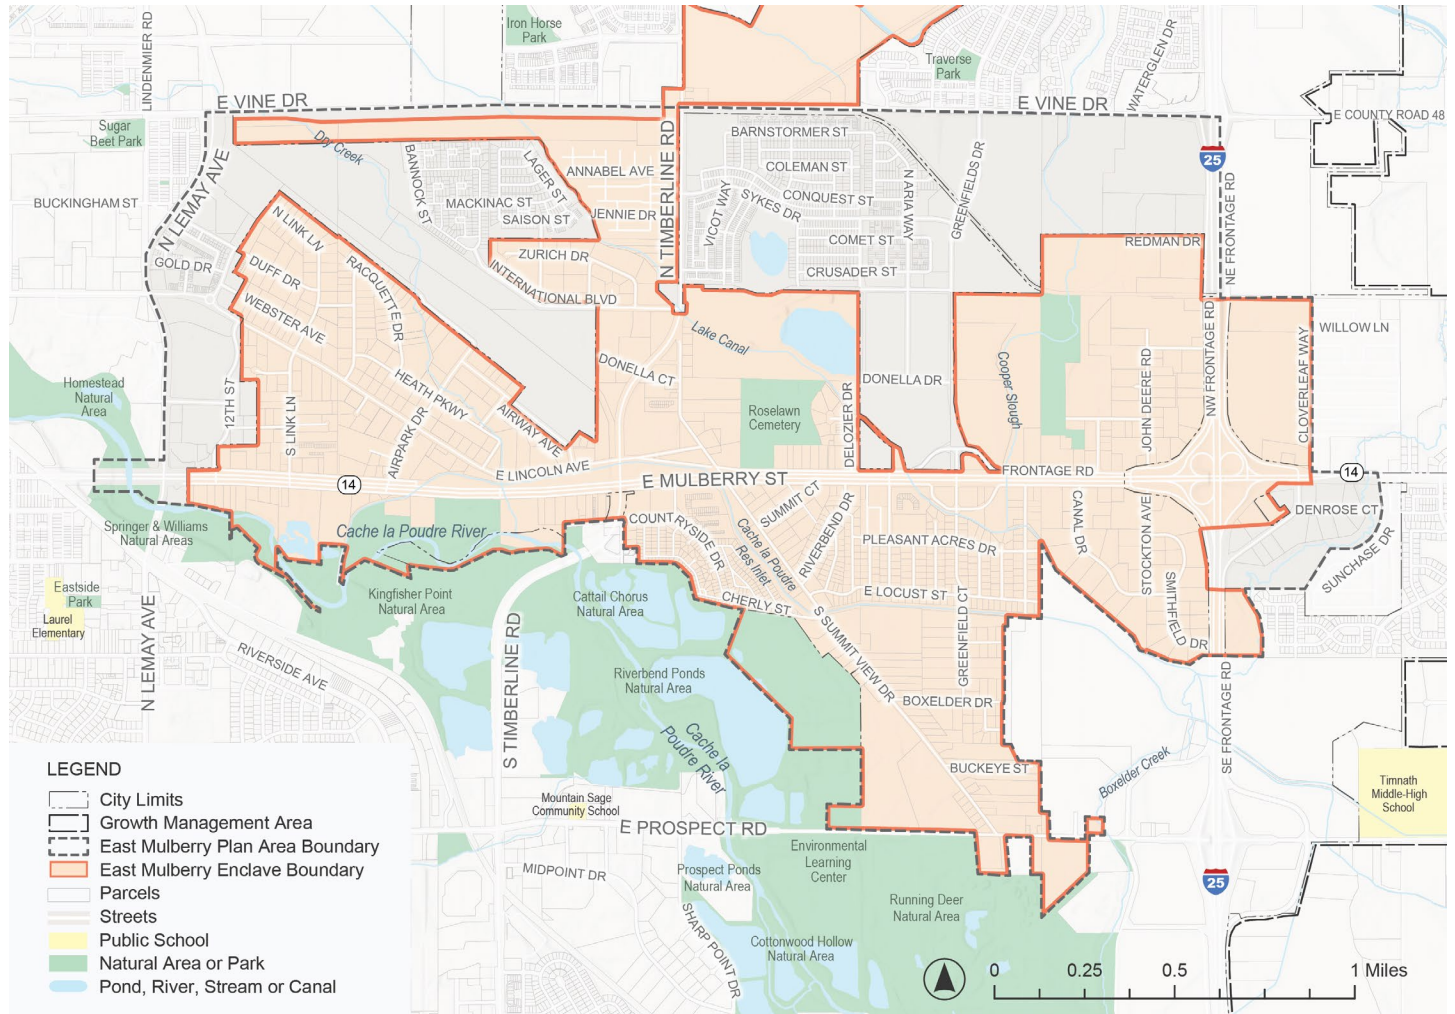 LINDENMIER RD
Iron Horse
Park
Traverse
Park
WATERGLEN DR
E VINE DR
E VINE DR
E COUNTY ROAD 48
Sugar
Beet Park
Dry Creek
N TIMBERLINE RD
BARNSTORMER ST
25
N LEMAY AVE
BANNOCK ST
LAGER ST
ANNABEL AVE
COLEMAN ST
GREENFIELDS DR
NE FRONTAGE RD
BUCKINGHAM ST
MACKINAC ST
SAISON ST
JENNIE DR
VICOT WAY
SYKES DR
CONQUEST ST
N ARIA WAY
N LINK LN
COMET ST
REDMAN DR
GOLD DR
DUFF DR
RACQUETTE DR
ZURICH DR
INTERNATIONAL BLVD
CRUSADER ST
WEBSTER AVE
Lake Canal
NW FRONTAGE RD
WILLOW LN
Homestead
Natural
Area
12TH ST
S LINK LN
HEATH PKWY
AIRPARK DR
AIRWAY AVE
DONELLA CT
DONELLA DR
Cooper Slough
JOHN DEERE RD
CLOVERLEAF WAY
Roselawn
Cemetery
DELOZIER DR
E LINCOLN AVE
E MULBERRY ST
FRONTAGE RD
14
14
Springer & Williams
Natural Areas
Cache la Poudre River
COUNTRYSIDE DR
Cache la Poudre
Res Inlet
SUMMIT CT
RIVERBEND DR
PLEASANT ACRES DR
CANAL DR
STOCKTON AVE
DENROSE CT
SUNCHASE DR
Eastside
Park
Laurel
Elementary
Kingfisher Point
Natural Area
Cattail Chorus
Natural Area
CHERLY ST
E LOCUST ST
GREENFIELD CT
SMITHFIELD DR
N LEMAY AVE
RIVERSIDE AVE
S TIMBERLINE RD
Riverbend Ponds
Natural Area
S SUMMIT VIEW DR
BOXELDER DR
SE FRONTAGE RD
Cache la
Poudre River
BUCKEYE ST
Boxelder Creek
Mountain Sage
Community School
Timnath
Middle-High
School
E PROSPECT RD
Environmental
Learning
Center
MIDPOINT DR
Prospect Ponds
Natural Area
25
SHARP POINT DR
Running Deer
Natural Area
Cottonwood Hollow
Natural Area
LEGEND
City Limits
Growth Management Area
East Mulberry Plan Area Boundary
East Mulberry Enclave Boundary
Parcels
Streets
Public School
Natural Area or Park
Pond, River, Stream or Canal
0 0.25 0.5 1 Miles